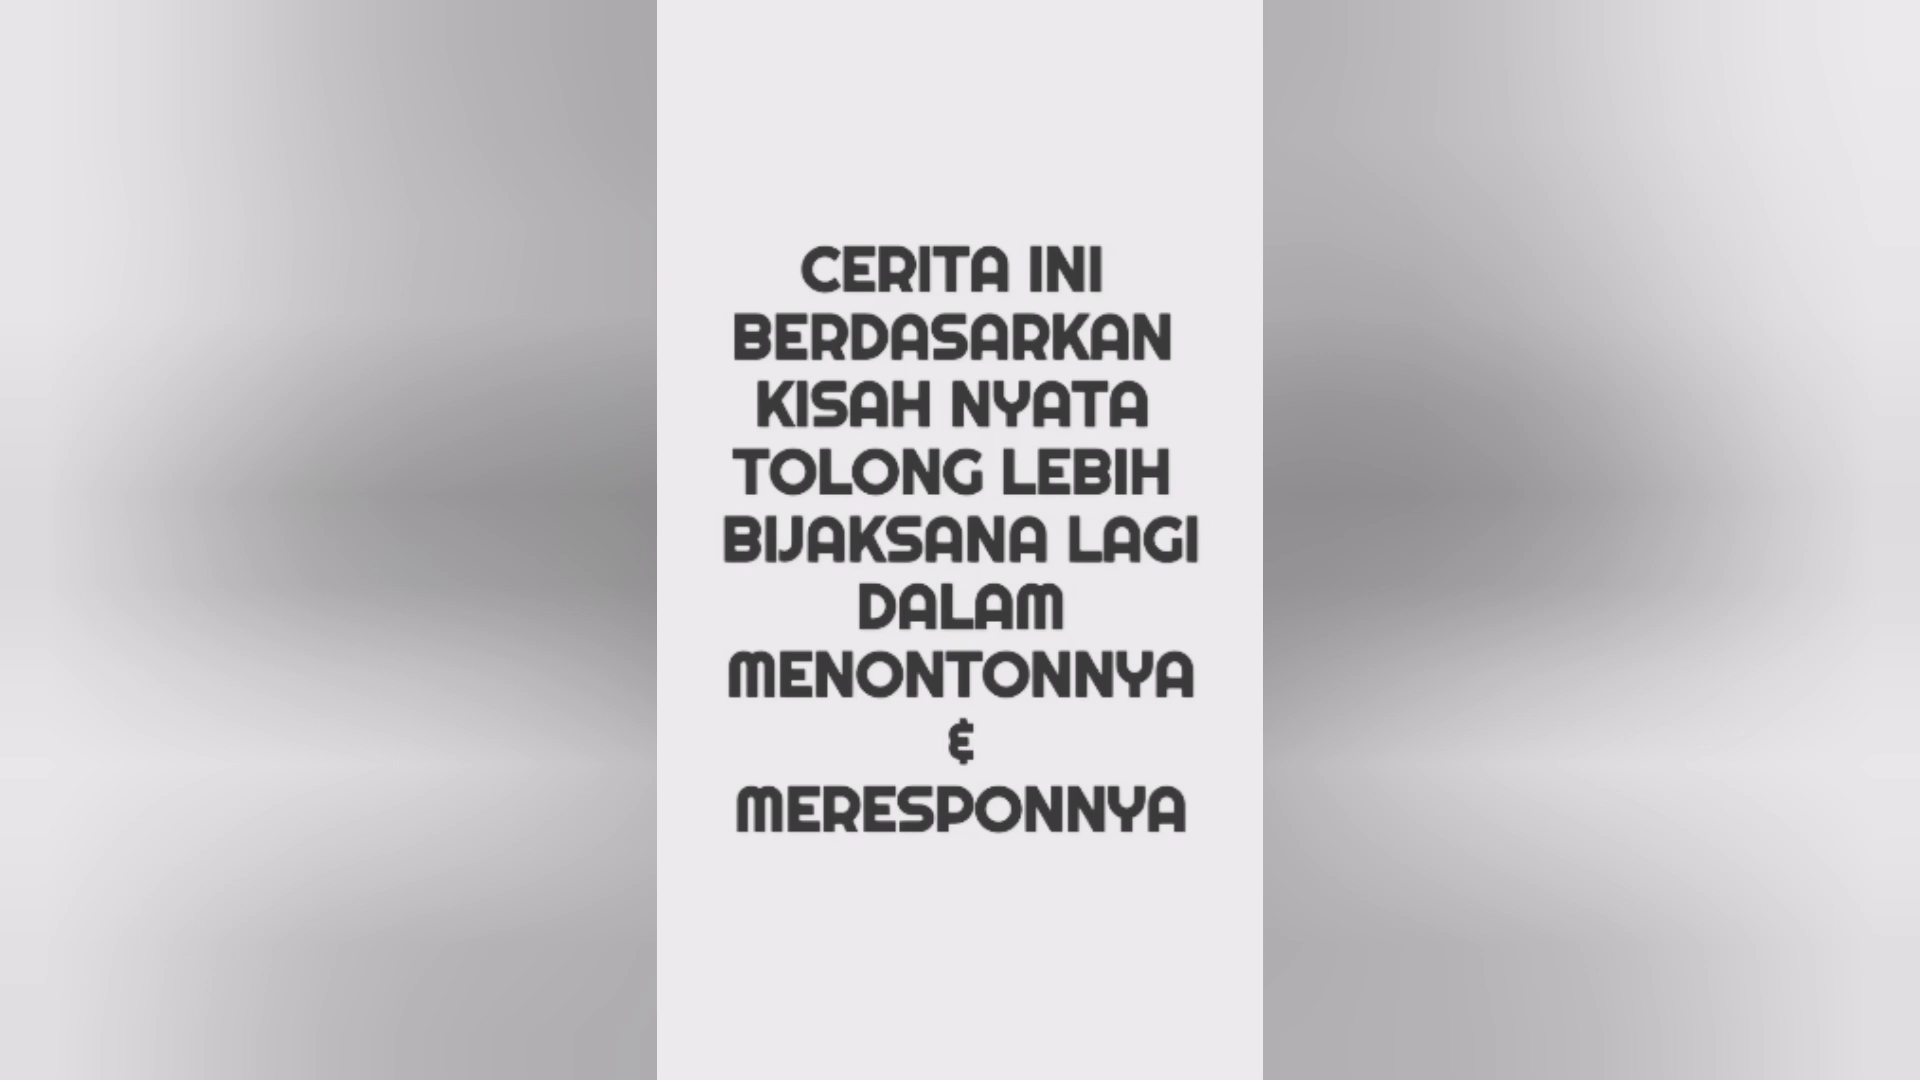 CERITA INI
BERDASARKAN
KISAH NYATA
TOLONG LEBIH
BIJAKSANA LAGI
DALAM
MENONTONNYA
&
MERESPONNYA